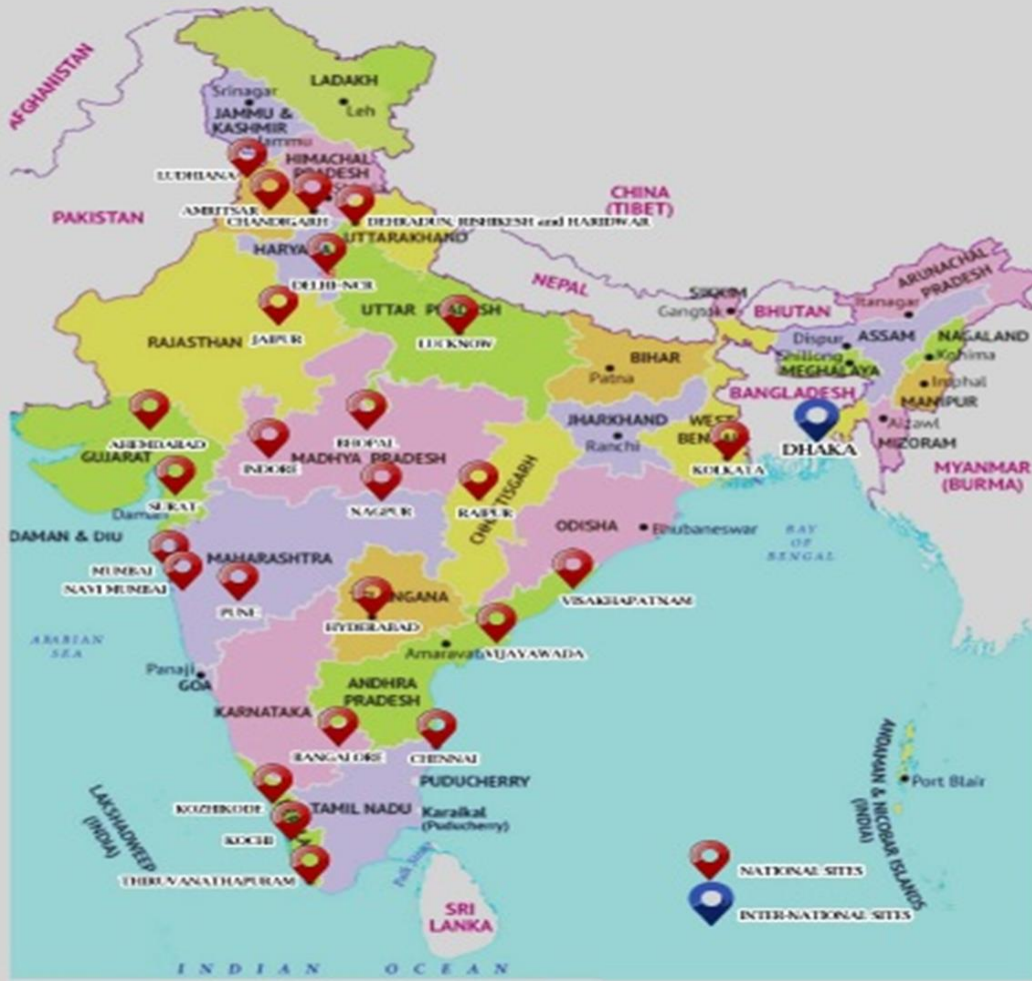 LADAKH
AFGHANISTAN
Srinagar
Leh
JAMMU &
KASHMIR
Jammu
HIMACHAL
PRADESH
LUDHIANA
CHINA
(TIBET)
PAKISTAN
AMRITSAR
CHANDIGARH
DEHRADUN, RISHIKESH and HARIDWAR
UTTARAKHAND
HARYANA
DELHI-NCR
NEPAL
ARUNACHAL
PRADESH
SIKKIM
Gangtok
BHUTAN
Itanagar
UTTAR PRADESH
RAJASTHAN
JAIPUR
LUCKNOW
Dispur
ASSAM
NAGALAND
BIHAR
Patna
Shillong
MEGHALAYA
Kohima
Imphal
BANGLADESH
MANIPUR
AHEMDABAD
BHOPAL
JHARKHAND
Ranchi
WEST
BENGAL
Aizawl
MIZORAM
DHAKA
GUJARAT
INDORE
MADHYA PRADESH
KOLKATA
MYANMAR
(BURMA)
SURAT
NAGPUR
RAIPUR
CHHATTISGARH
Daman
DAMAN & DIU
ODISHA
Bhubaneswar
BAY
OF
BENGAL
MUMBAI
NAVI MUMBAI
MAHARASHTRA
PUNE
TELANGANA
HYDERABAD
VISAKHAPATNAM
ARABIAN
SEA
Amaravati
VIJAYAWADA
Panaji
GOA
ANDHRA
PRADESH
KARNATAKA
BANGALORE
CHENNAI
PUDUCHERRY
KOZHIKODE
TAMIL NADU
Karaikal
(Puducherry)
KOCHI
LAKSHADWEEP
(INDIA)
THIRUVANATHAPURAM
Port Blair
ANDAMAN & NICOBAR ISLANDS
(INDIA)
SRI
LANKA
NATIONAL SITES
INTER-NATIONAL SITES
INDIAN OCEAN